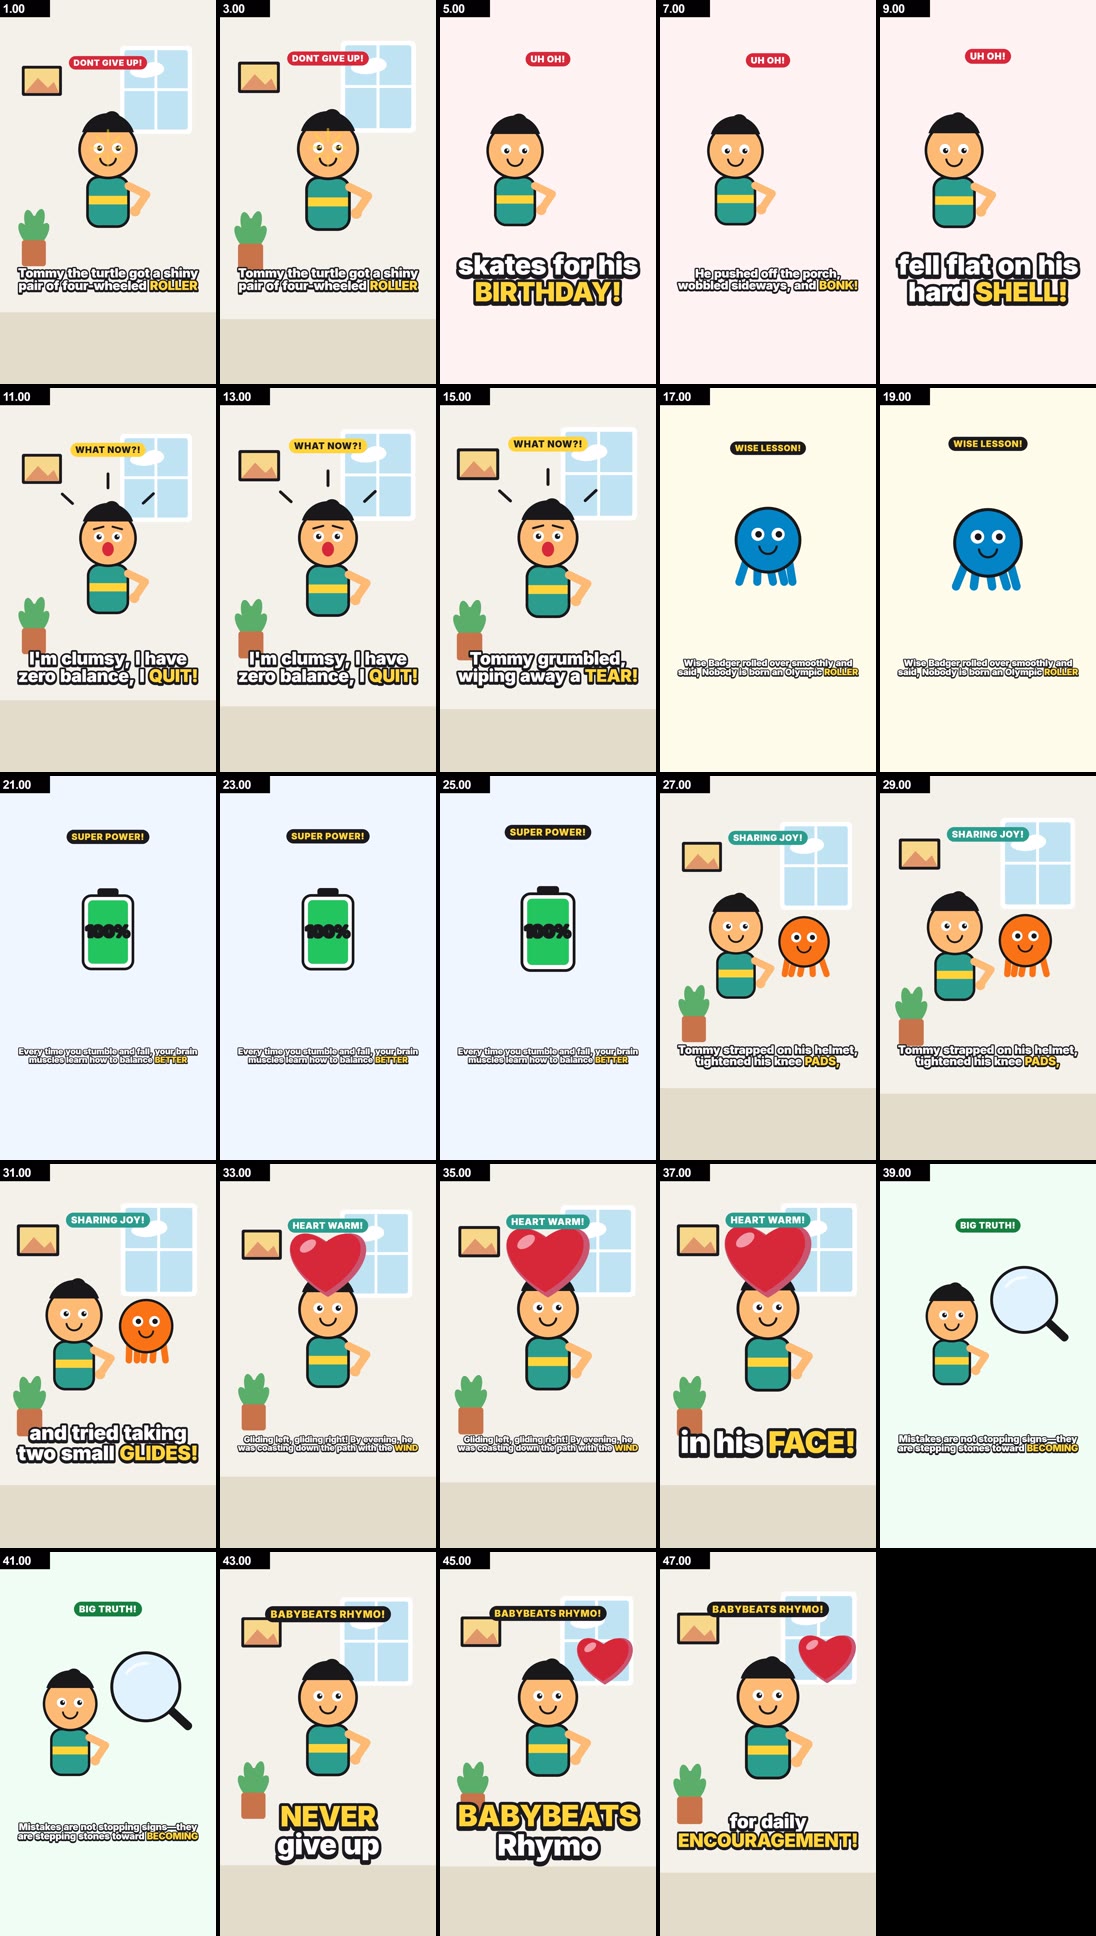 1.00
DONT GIVE UP!
Tommy the turtle got a shiny
pair of four-wheeled ROLLER
3.00
DONT GIVE UP!
Tommy the turtle got a shiny
pair of four-wheeled ROLLER
5.00
UH OH!
skates for his
BIRTHDAY!
7.00
UH OH!
He pushed off the porch,
wobbled sideways, and BONK!
9.00
UH OH!
fell flat on his
hard SHELL!
11.00
WHAT NOW?!
I'm clumsy, I have
zero balance, I QUIT!
13.00
WHAT NOW?!
I'm clumsy, I have
zero balance, I QUIT!
15.00
WHAT NOW?!
Tommy grumbled,
wiping away a TEAR!
17.00
WISE LESSON!
Wise Badger rolled over smoothly and
said, Nobody is born an Olympic ROLLER
19.00
WISE LESSON!
Wise Badger rolled over smoothly and
said, Nobody is born an Olympic ROLLER
21.00
SUPER POWER!
100%
Every time you stumble and fall, your brain
muscles learn how to balance BETTER
23.00
SUPER POWER!
100%
Every time you stumble and fall, your brain
muscles learn how to balance BETTER
25.00
SUPER POWER!
100%
Every time you stumble and fall, your brain
muscles learn how to balance BETTER
27.00
SHARING JOY!
Tommy strapped on his helmet,
tightened his knee PADS,
29.00
SHARING JOY!
Tommy strapped on his helmet,
tightened his knee PADS,
31.00
SHARING JOY!
and tried taking
two small GLIDES!
33.00
HEART WARM!
Gliding left, gliding right! By evening, he
was coasting down the path with the WIND
35.00
HEART WARM!
Gliding left, gliding right! By evening, he
was coasting down the path with the WIND
37.00
HEART WARM!
in his FACE!
39.00
BIG TRUTH!
Mistakes are not stopping signs—they
are stepping stones toward BECOMING
41.00
BIG TRUTH!
Mistakes are not stopping signs—they
are stepping stones toward BECOMING
43.00
BABYBEATS RHYMO!
NEVER
give up
45.00
BABYBEATS RHYMO!
BABYBEATS
Rhymo
47.00
BABYBEATS RHYMO!
for daily
ENCOURAGEMENT!